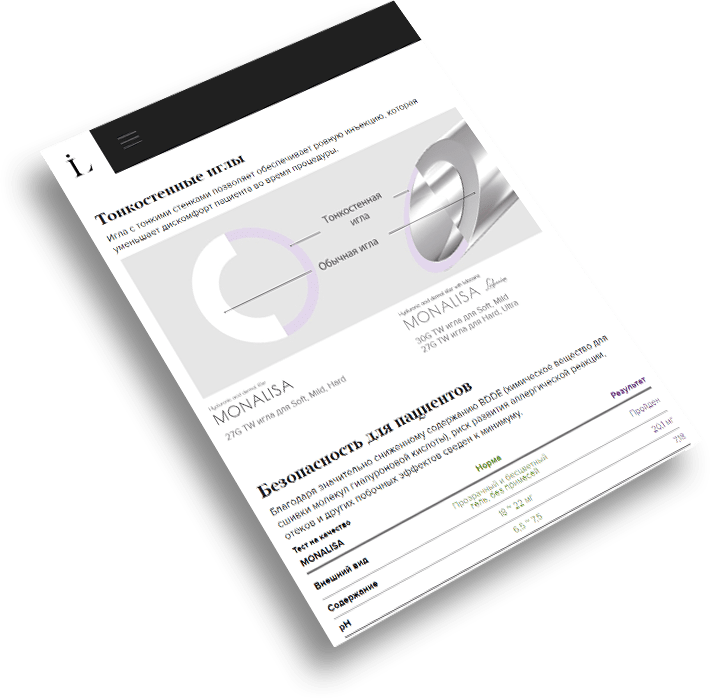 iL
Тонкостенные иглы
Игла с тонкими стенками позволяет обеспечивает ровную инъекцию, которая
уменьшает дискомфорт пациента во время процедуры.
Тонкостенная
игла
Обычная игла
Hyaluronic acid dermal filler
MONALISA
27G TW игла для Soft, Mild, Hard
Hyaluronic acid dermal filler with lidocaine
MONALISA Lidocaine
30G TW игла для Soft, Mild
27G TW игла для Hard, Ultra
Безопасность для пациентов
Благодаря значительно сниженному содержанию BDDE (химическое вещество для
сшивки молекул гиалуроновой кислоты), риск развития аллергической реакции,
отеков и других побочных эффектов сведен к минимуму.
Тест на качество
MONALISA
Норма
Результат
Внешний вид
Прозрачный и бесцветный
гель, без примесей
Пройден
Содержание
18 ~ 22 мг
20,1 мг
pH
6,5 ~ 7,5
7,18